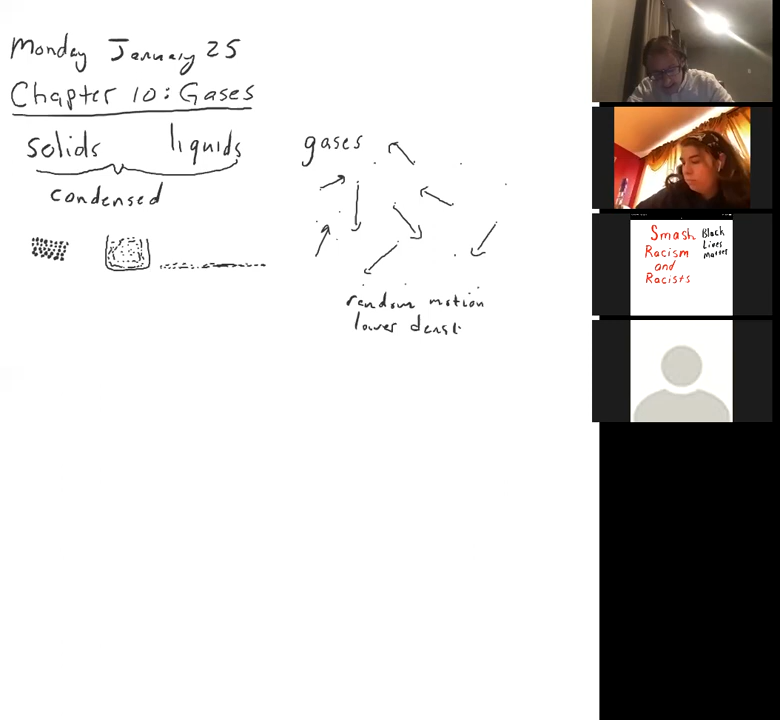 Monday January 25
Chapter 10: Gases
solids liquids
gases
condensed
random motion
lower densi
Smash
Racism
and
Racists
Black
Lives
Matter